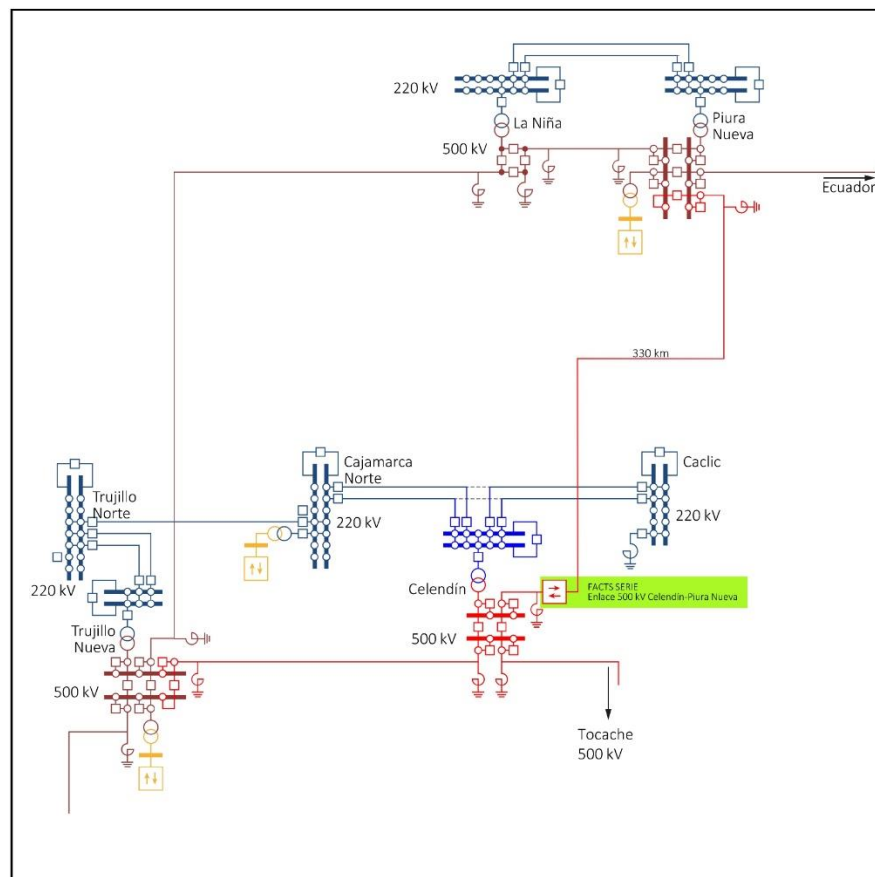 220 kV
La Niña
Piura
Nueva
500 kV
Ecuador
330 km
Cajamarca
Norte
Caclic
Trujillo
Norte
220 kV
220 kV
220 kV
Celendín
FACTS SERIE
Enlace 500 kV Celendín-Piura Nueva
Trujillo
Nueva
500 kV
500 kV
Tocache
500 kV